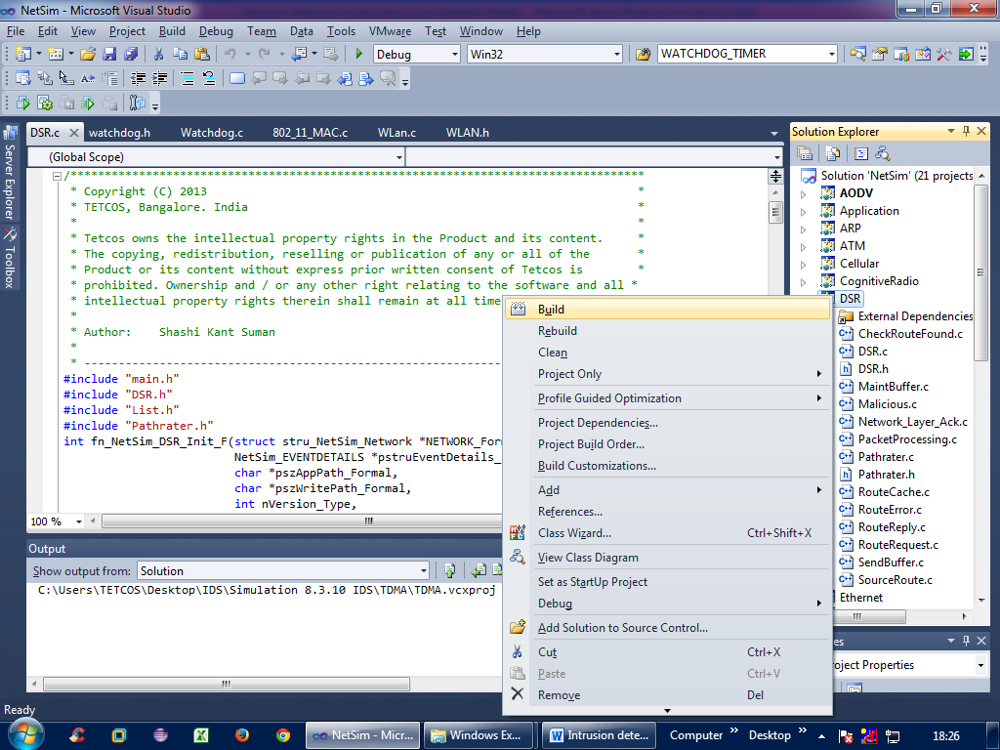 NetSim - Microsoft Visual Studio
File Edit View Project Build Debug Team Data Tools VMware Test Window Help
Debug Win32 WATCHDOG_TIMER
DSR.c watchdog.h Watchdog.c 802_11_MAC.c WLan.c WLAN.h
(Global Scope)
Server Explorer
Toolbox
/******************************************************************************
* Copyright (C) 2013 *
* TETCOS, Bangalore. India *
* *
* Tetcos owns the intellectual property rights in the Product and its content. *
* The copying, redistribution, reselling or publication of any or all of the *
* Product or its content without express prior written consent of Tetcos is *
* prohibited. Ownership and / or any other right relating to the software and all *
* intellectual property rights therein shall remain at all time
*
* Author: Shashi Kant Suman
*
* ---------------------------------------------------------
#include "main.h"
#include "DSR.h"
#include "List.h"
#include "Pathrater.h"
int fn_NetSim_DSR_Init_F(struct stru_NetSim_Network *NETWORK_For
NetSim_EVENTDETAILS *pstruEventDetails_
char *pszAppPath_Formal,
char *pszWritePath_Formal,
int nVersion_Type,
100 %
Output
Show output from: Solution
C:\Users\TETCOS\Desktop\IDS\Simulation 8.3.10 IDS\TDMA\TDMA.vcxproj
Build
Rebuild
Clean
Project Only
Profile Guided Optimization
Project Dependencies...
Project Build Order...
Build Customizations...
Add
References...
Class Wizard... Ctrl+Shift+X
View Class Diagram
Set as StartUp Project
Debug
Add Solution to Source Control...
Cut Ctrl+X
Paste Ctrl+V
Remove Del
Solution Explorer
Solution 'NetSim' (21 projects
AODV
Application
ARP
ATM
Cellular
CognitiveRadio
DSR
External Dependencies
CheckRouteFound.c
DSR.c
DSR.h
MaintBuffer.c
Malicious.c
Network_Layer_Ack.c
PacketProcessing.c
Pathrater.c
Pathrater.h
RouteCache.c
RouteError.c
RouteReply.c
RouteRequest.c
SendBuffer.c
SourceRoute.c
Ethernet
es
oject Properties
Ready
NetSim - Micr... Windows Ex... Intrusion dete... Computer Desktop 18:26